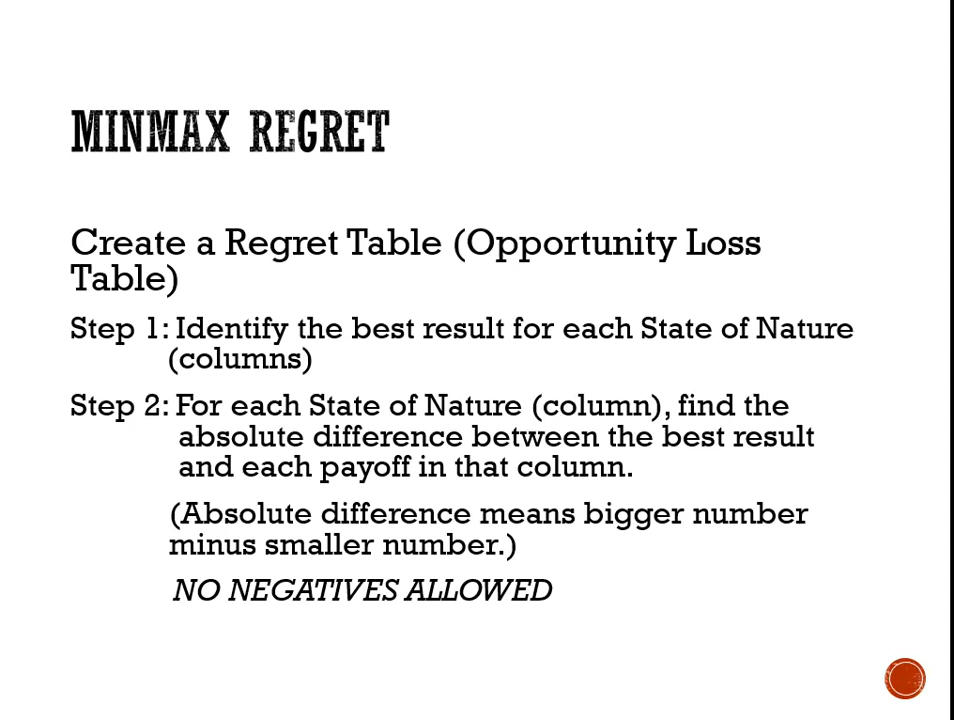 MINMAX REGRET
Create a Regret Table (Opportunity Loss
Table)
Step 1: Identify the best result for each State of Nature
(columns)
Step 2: For each State of Nature (column), find the
absolute difference between the best result
and each payoff in that column.
(Absolute difference means bigger number
minus smaller number.)
NO NEGATIVES ALLOWED